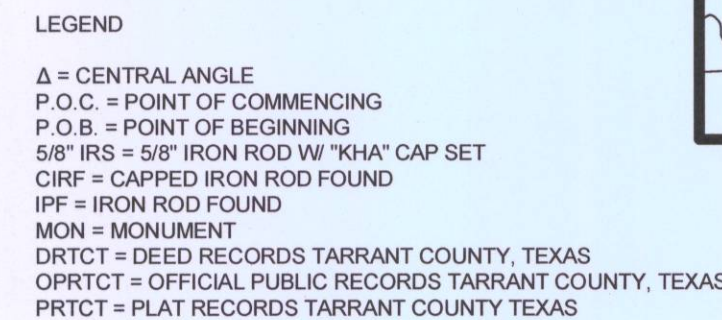 LEGEND
Δ = CENTRAL ANGLE
P.O.C. = POINT OF COMMENCING
P.O.B. = POINT OF BEGINNING
5/8" IRS = 5/8" IRON ROD W/ "KHA" CAP SET
CIRF = CAPPED IRON ROD FOUND
IPF = IRON ROD FOUND
MON = MONUMENT
DRTCT = DEED RECORDS TARRANT COUNTY, TEXAS
OPRTCT = OFFICIAL PUBLIC RECORDS TARRANT COUNTY, TEXAS
PRTCT = PLAT RECORDS TARRANT COUNTY TEXAS